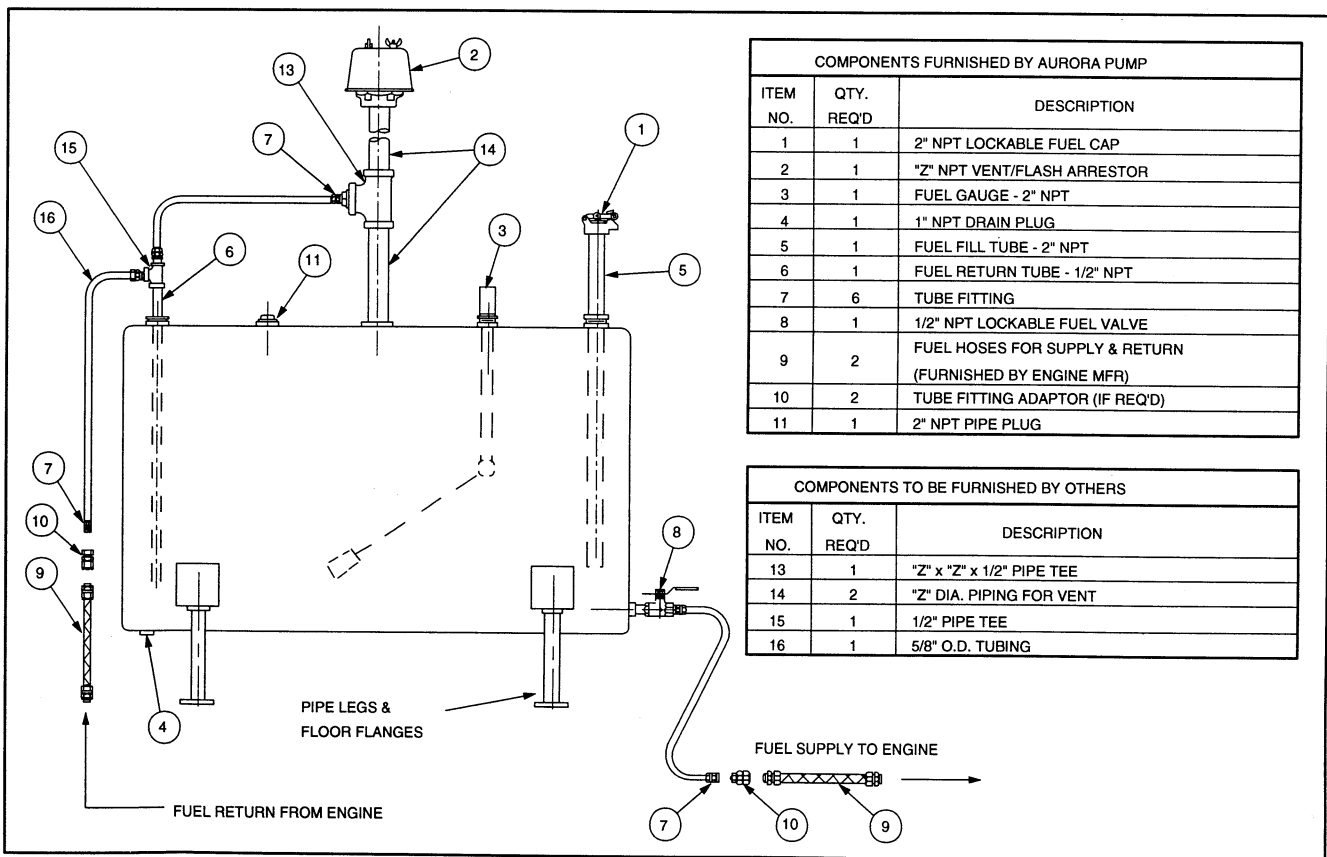 2
13
7
1
14
15
16
6
3
11
5
7
10
9
8
4
PIPE LEGS &
FLOOR FLANGES
FUEL RETURN FROM ENGINE
FUEL SUPPLY TO ENGINE
7
10
9
COMPONENTS FURNISHED BY AURORA PUMP
ITEM NO. QTY. REQ'D DESCRIPTION
1 1 2" NPT LOCKABLE FUEL CAP
2 1 "Z" NPT VENT/FLASH ARRESTOR
3 1 FUEL GAUGE - 2" NPT
4 1 1" NPT DRAIN PLUG
5 1 FUEL FILL TUBE - 2" NPT
6 1 FUEL RETURN TUBE - 1/2" NPT
7 6 TUBE FITTING
8 1 1/2" NPT LOCKABLE FUEL VALVE
9 2 FUEL HOSES FOR SUPPLY & RETURN
(FURNISHED BY ENGINE MFR)
10 2 TUBE FITTING ADAPTOR (IF REQ'D)
11 1 2" NPT PIPE PLUG
COMPONENTS TO BE FURNISHED BY OTHERS
ITEM NO. QTY. REQ'D DESCRIPTION
13 1 "Z" x "Z" x 1/2" PIPE TEE
14 2 "Z" DIA. PIPING FOR VENT
15 1 1/2" PIPE TEE
16 1 5/8" O.D. TUBING